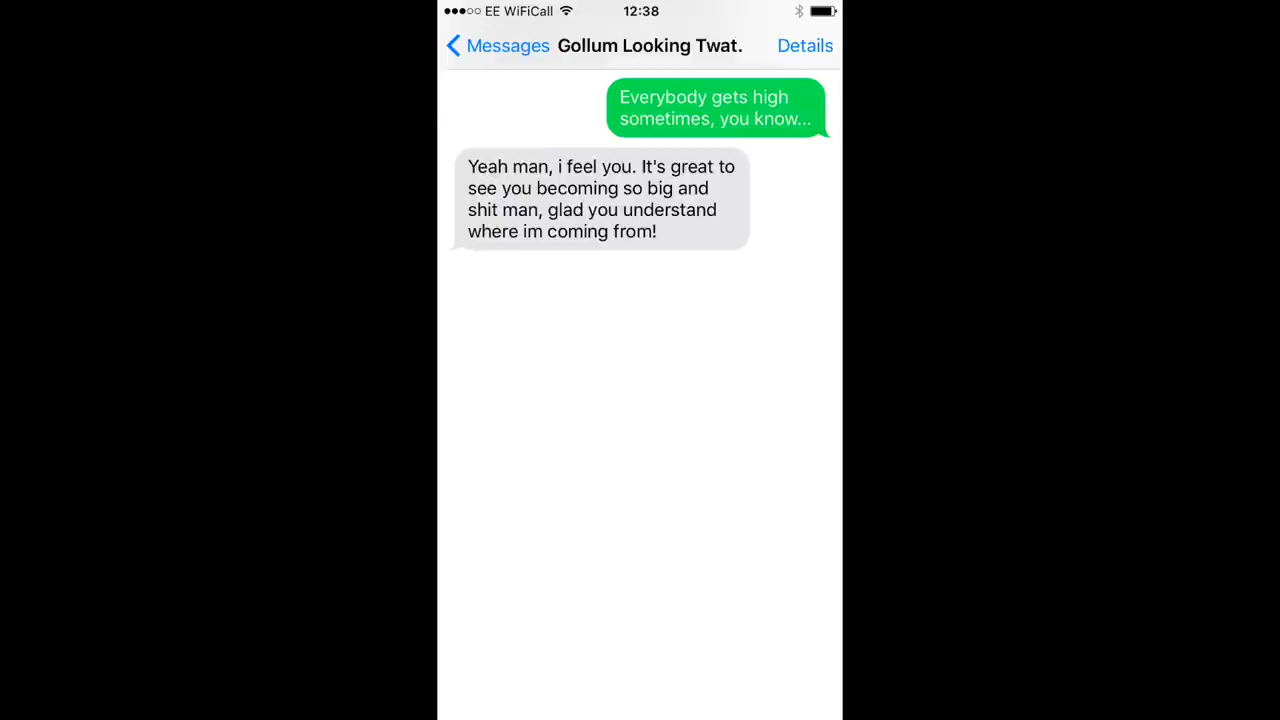 EE WiFiCall 12:38
Messages Gollum Looking Twat. Details
Everybody gets high
sometimes, you know...
Yeah man, i feel you. It's great to
see you becoming so big and
shit man, glad you understand
where im coming from!